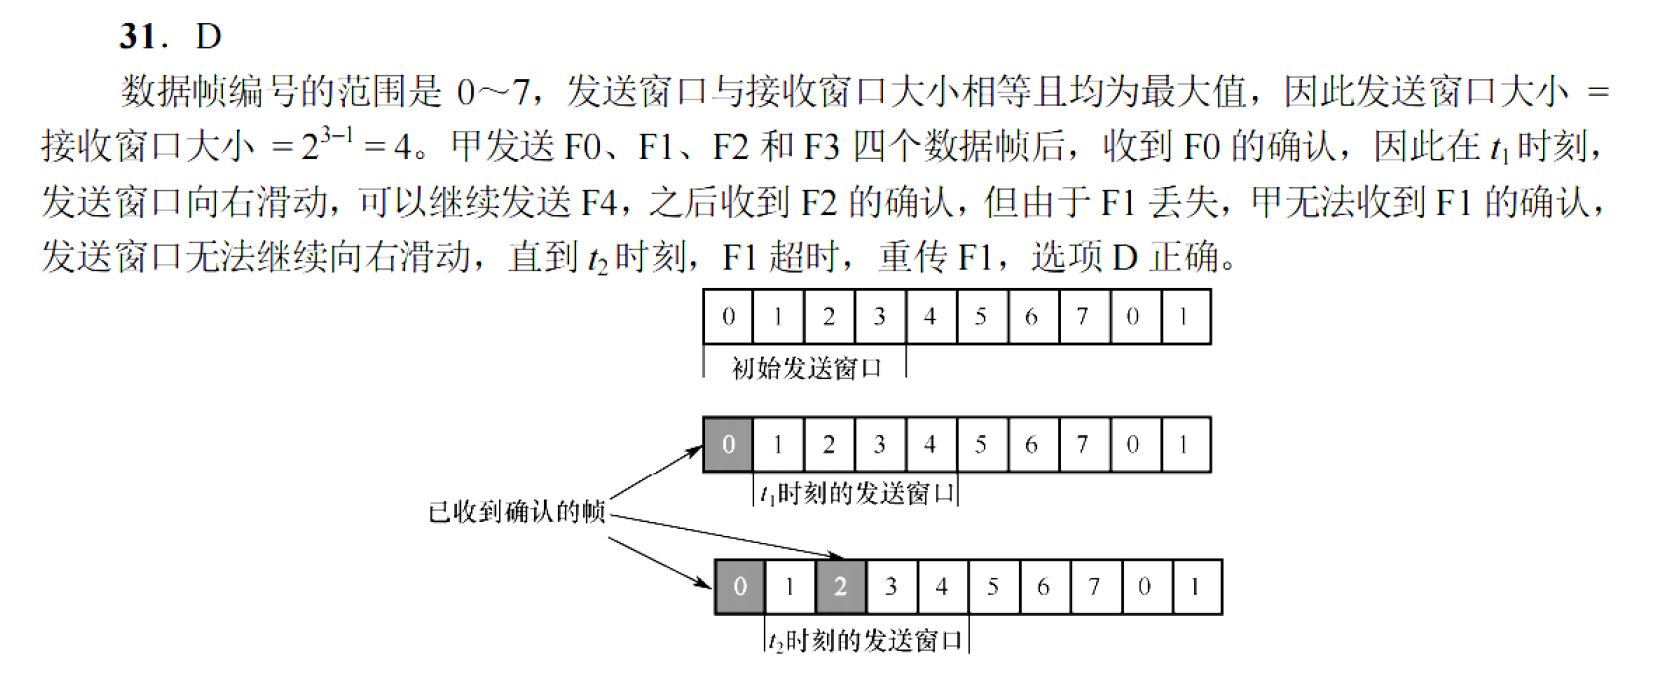 31. D
数据帧编号的范围是 0～7，发送窗口与接收窗口大小相等且均为最大值，因此发送窗口大小 =
接收窗口大小 = 2³⁻¹ = 4。甲发送 F0、F1、F2 和 F3 四个数据帧后，收到 F0 的确认，因此在 t₁ 时刻，
发送窗口向右滑动，可以继续发送 F4，之后收到 F2 的确认，但由于 F1 丢失，甲无法收到 F1 的确认，
发送窗口无法继续向右滑动，直到 t₂ 时刻，F1 超时，重传 F1，选项 D 正确。
0 1 2 3 4 5 6 7 0 1
初始发送窗口
0 1 2 3 4 5 6 7 0 1
t₁时刻的发送窗口
已收到确认的帧
0 1 2 3 4 5 6 7 0 1
t₂时刻的发送窗口